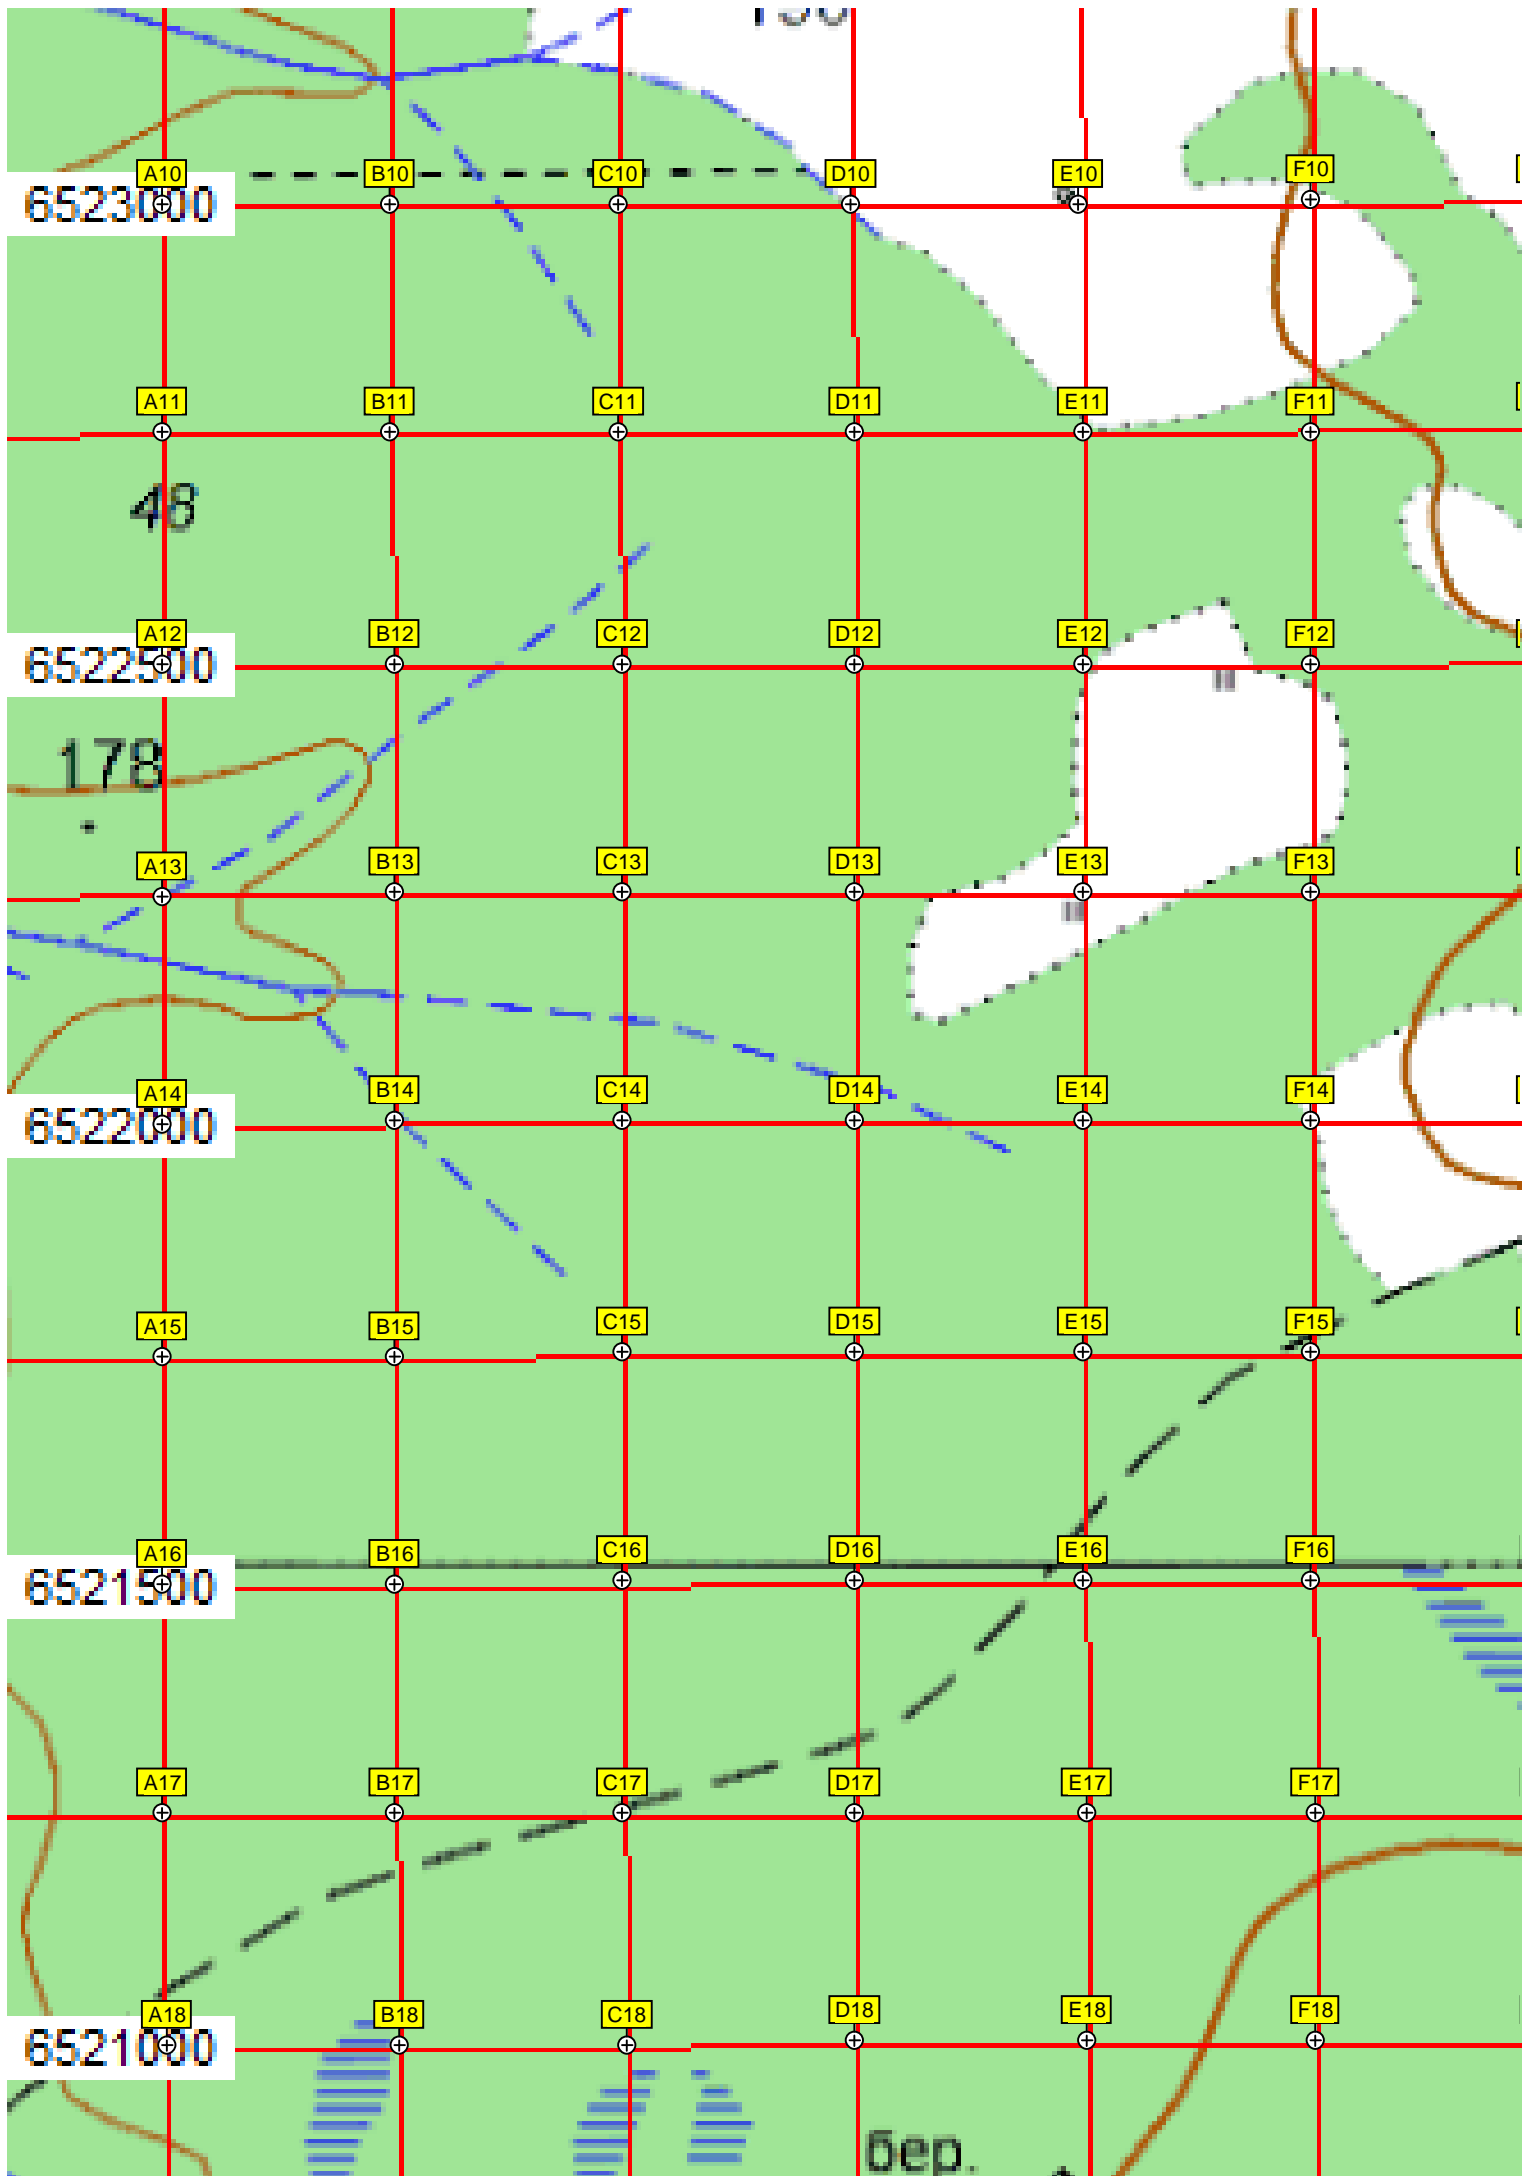 A10 B10 C10 D10 E10 F10
6523000
A11 B11 C11 D11 E11 F11
48
A12 B12 C12 D12 E12 F12
6522500
178
A13 B13 C13 D13 E13 F13
A14 B14 C14 D14 E14 F14
6522000
A15 B15 C15 D15 E15 F15
A16 B16 C16 D16 E16 F16
6521500
A17 B17 C17 D17 E17 F17
A18 B18 C18 D18 E18 F18
6521000
бер.